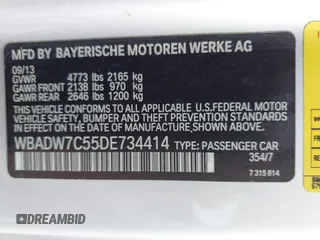 MFD BY BAYERISCHE MOTOREN WERKE AG
09/13
GVWR 4773 lbs 2165 kg
GAWR FRONT 2138 lbs 970 kg
GAWR REAR 2646 lbs 1200 kg
THIS VEHICLE CONFORMS TO ALL APPLICABLE
U.S. FEDERAL MOTOR VEHICLE SAFETY, BUMPER,
AND THEFT PREVENTION STANDARDS IN EFFECT
ON THE DATE OF MANUFACTURE SHOWN ABOVE.
WBADW7C55DE734414 TYPE: PASSENGER CAR
354/7
7 315 814
AUTOHELPERBOT.COM